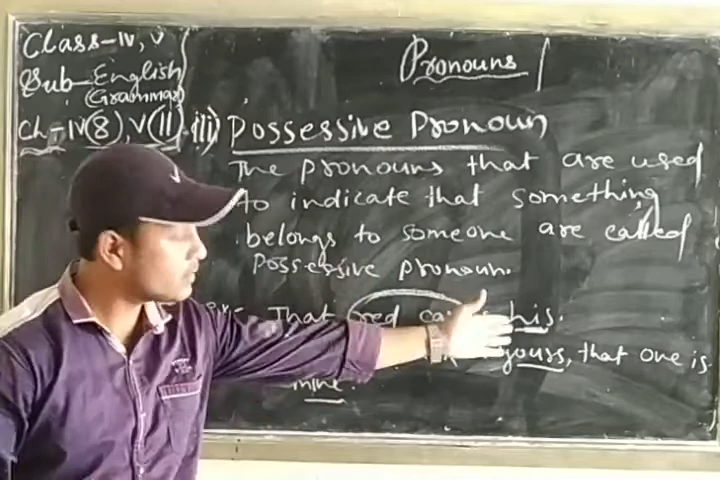 Class-IV, V
Pronouns
Sub-English
(Grammar)
Ch-IV(8), V(11)
iii) Possessive Pronoun
The pronouns that are used
to indicate that something
belongs to someone are called
Possessive pronoun.
That red his.
yours, that one is
mine.